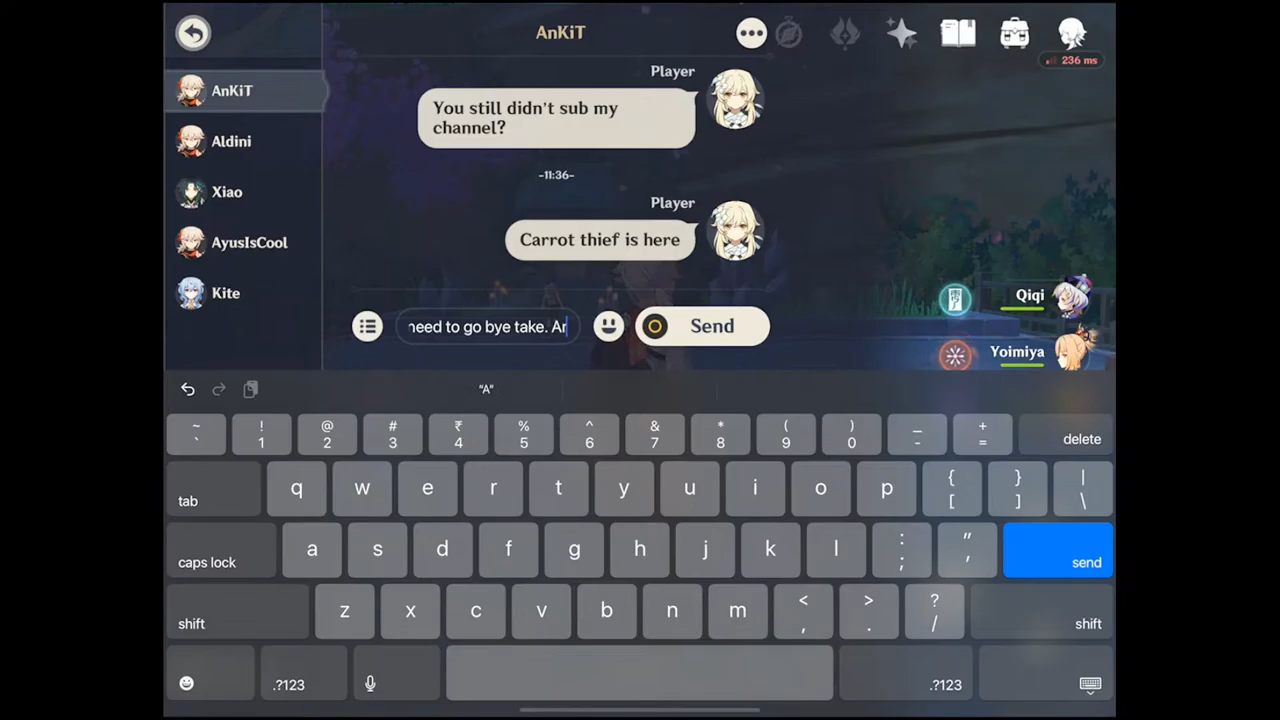 AnKiT
236 ms
AnKiT
Aldini
Xiao
AyusIsCool
Kite
Player
You still didn't sub my
channel?
-11:36-
Player
Carrot thief is here
need to go bye take. Ar
Send
Qiqi
Yoimiya
"A"
~ ! @ # ₹ % ^ & * ( ) _ +
` 1 2 3 4 5 6 7 8 9 0 - = delete
tab q w e r t y u i o p { [ } ] | \
caps lock a s d f g h j k l : ; " ' send
shift z x c v b n m < , > . ? / shift
.?123 .?123